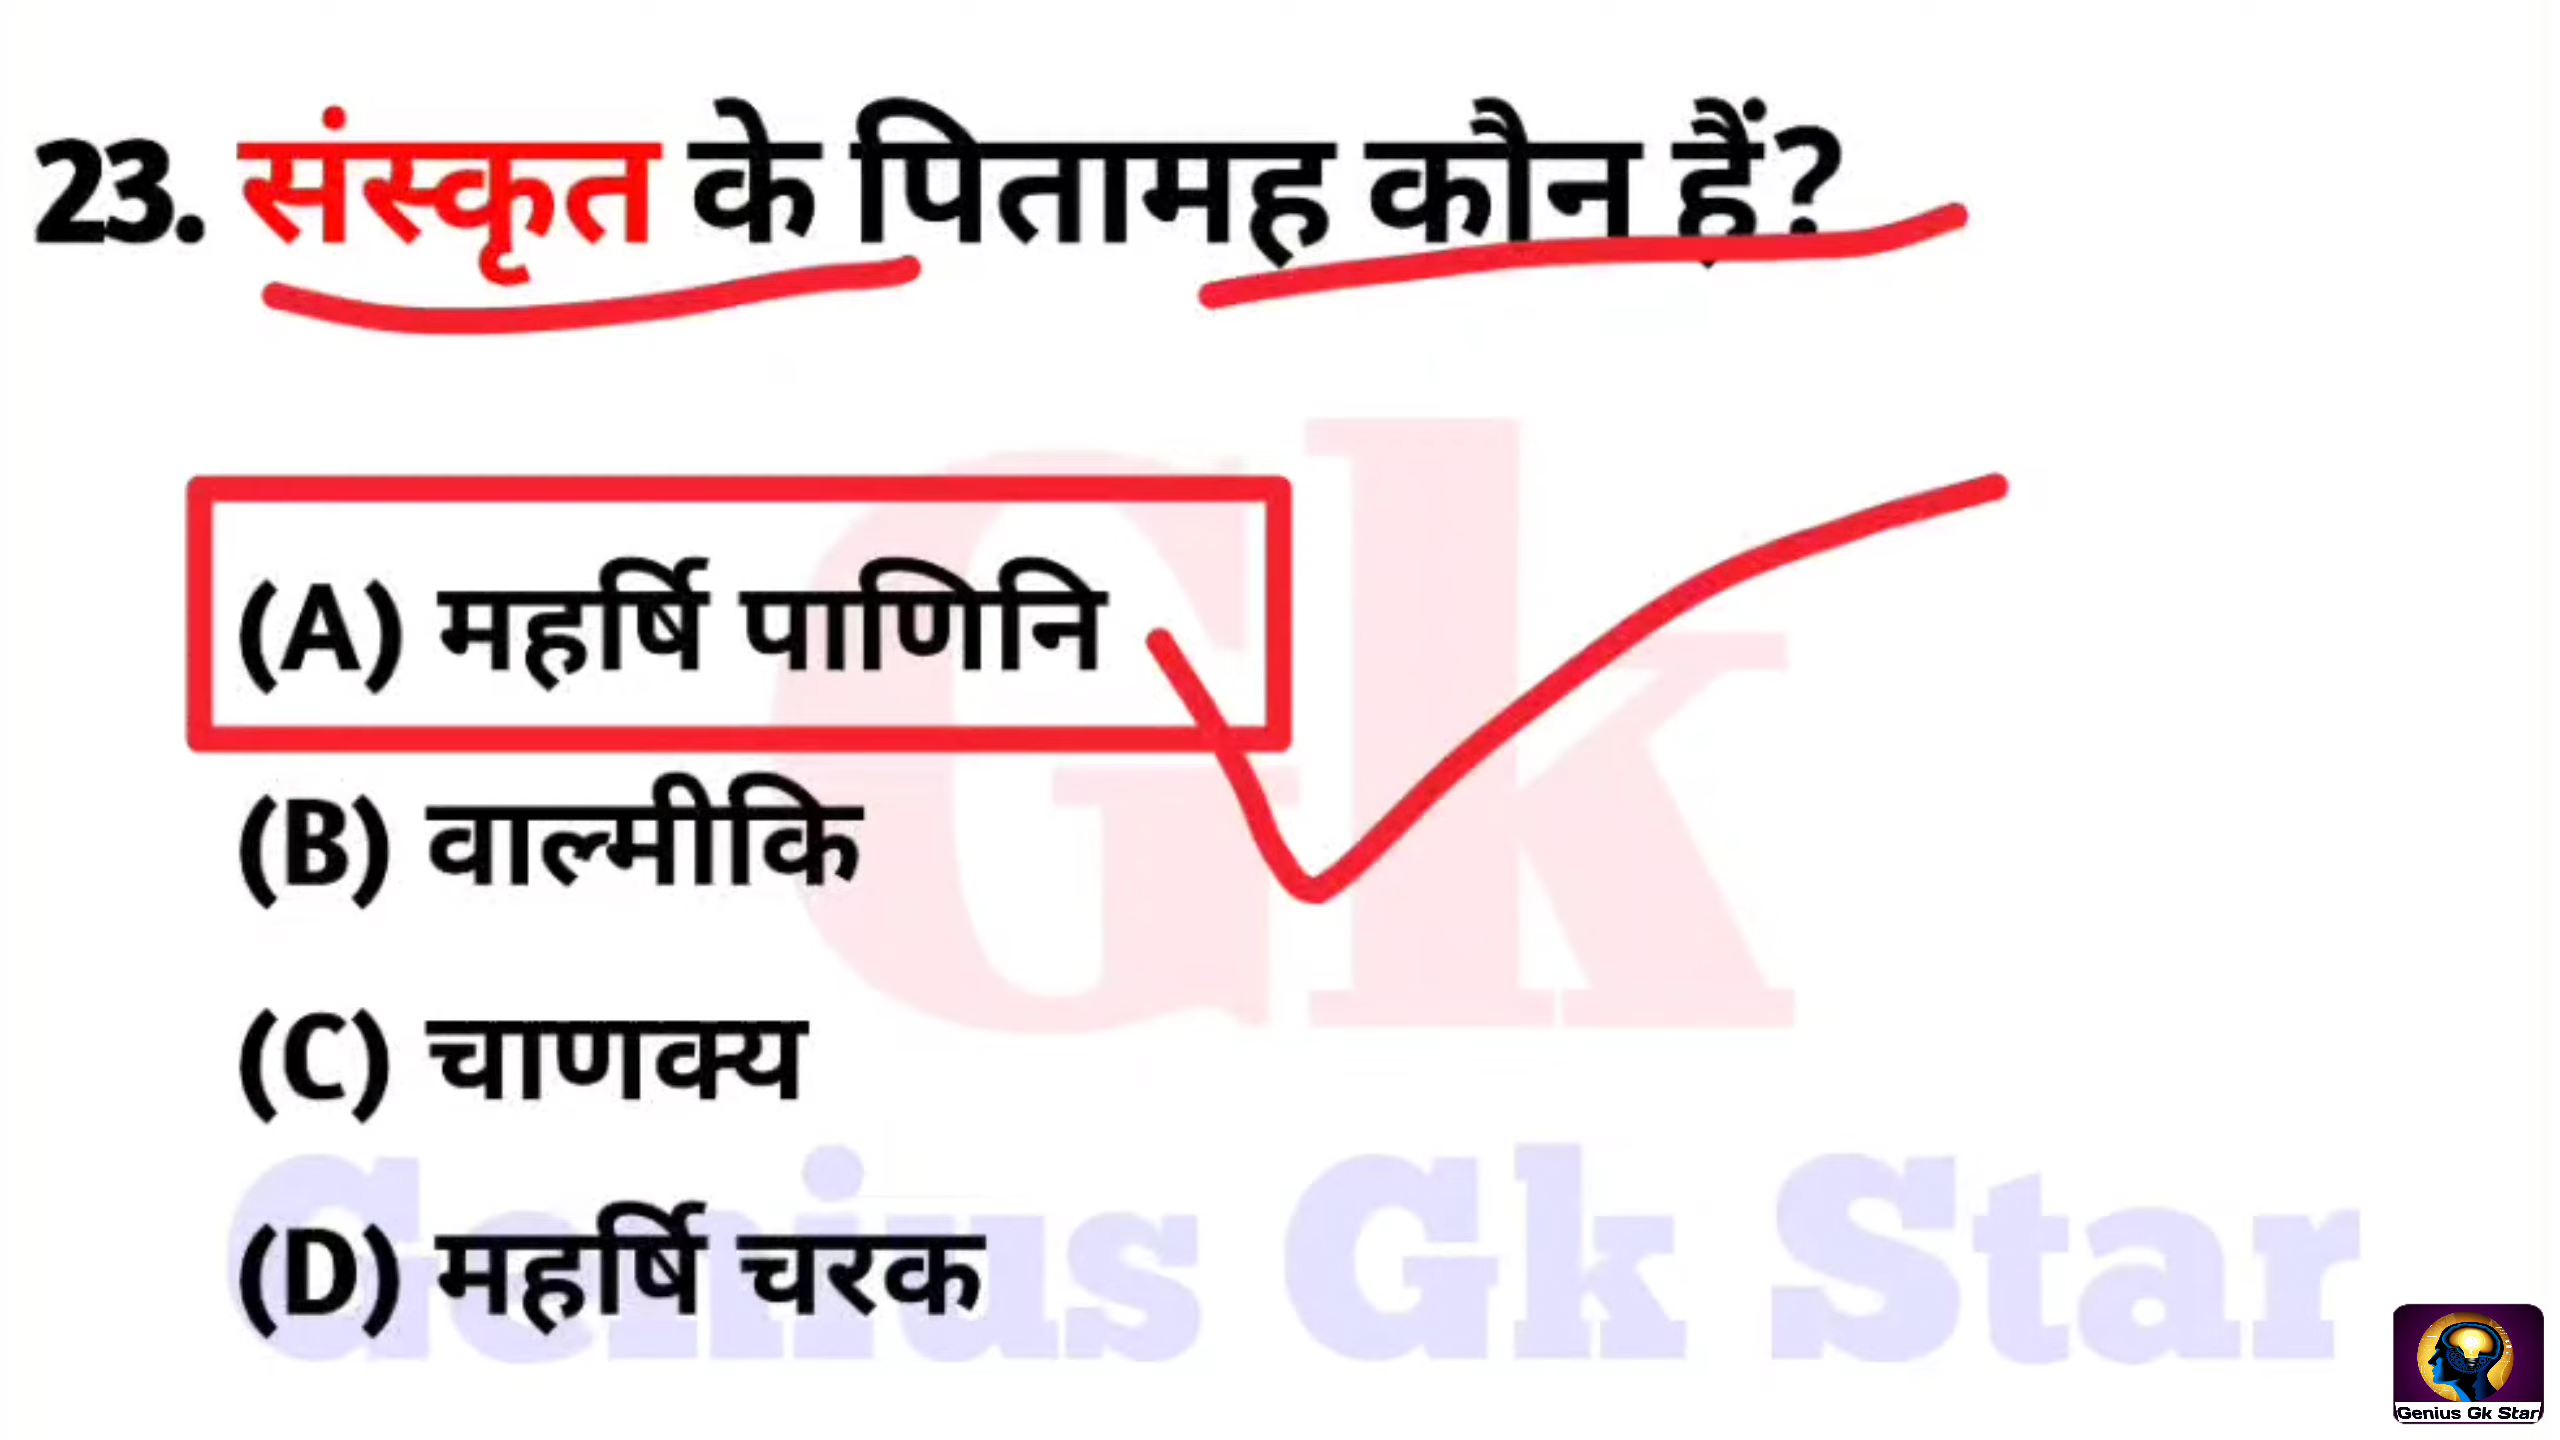 23. संस्कृत के पितामह कौन हैं?
(A) महर्षि पाणिनि
(B) वाल्मीकि
(C) चाणक्य
(D) महर्षि चरक
Gk
Genius Gk Star
Genius Gk Star